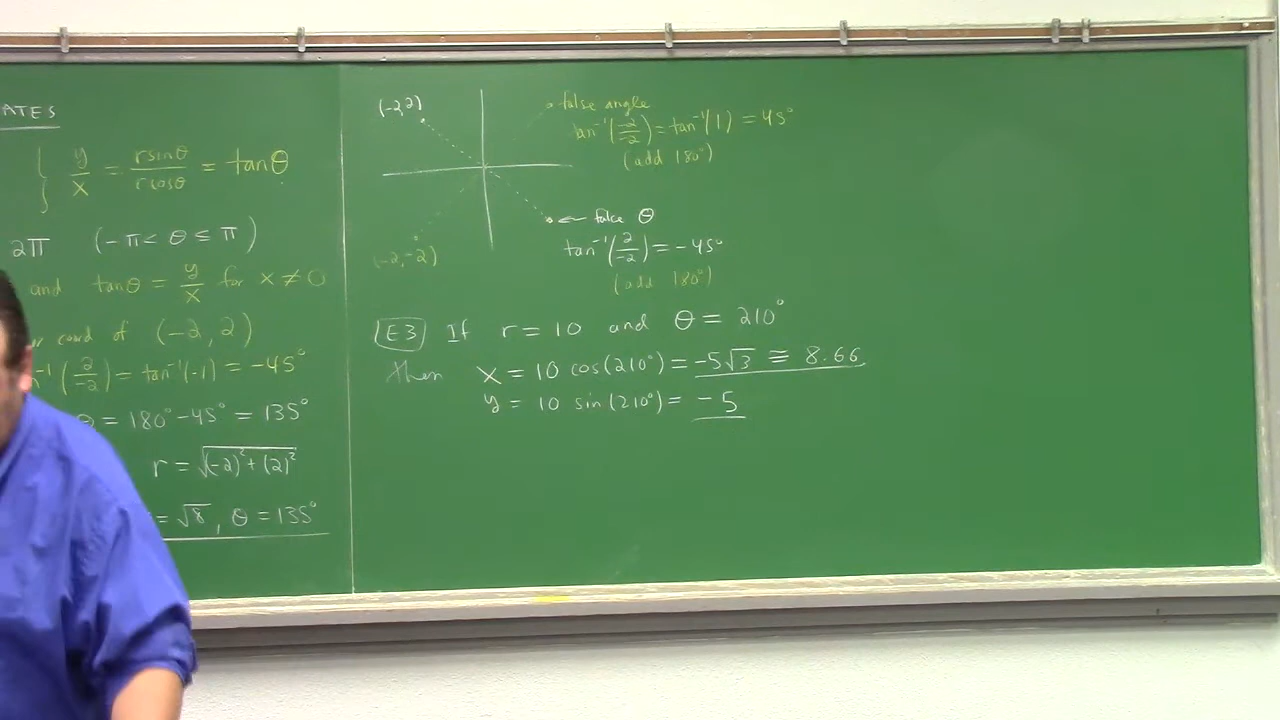 ATES
y/x = rsinθ/rcosθ = tanθ
2π (-π < θ ≤ π)
and tanθ = y/x for x ≠ 0
coord of (-2, 2)
(2/-2) = tan⁻¹(-1) = -45°
θ = 180° - 45° = 135°
r = √(-2)² + (2)²
= √8, θ = 135°
(-2,2)
false angle
tan⁻¹(-2/-2) = tan⁻¹(1) = 45°
(add 180°)
← false θ
(-2,-2)
tan⁻¹(2/-2) = -45°
(add 180°)
E3 If r = 10 and θ = 210°
then x = 10 cos(210°) = -5√3 ≅ 8.66
y = 10 sin(210°) = -5